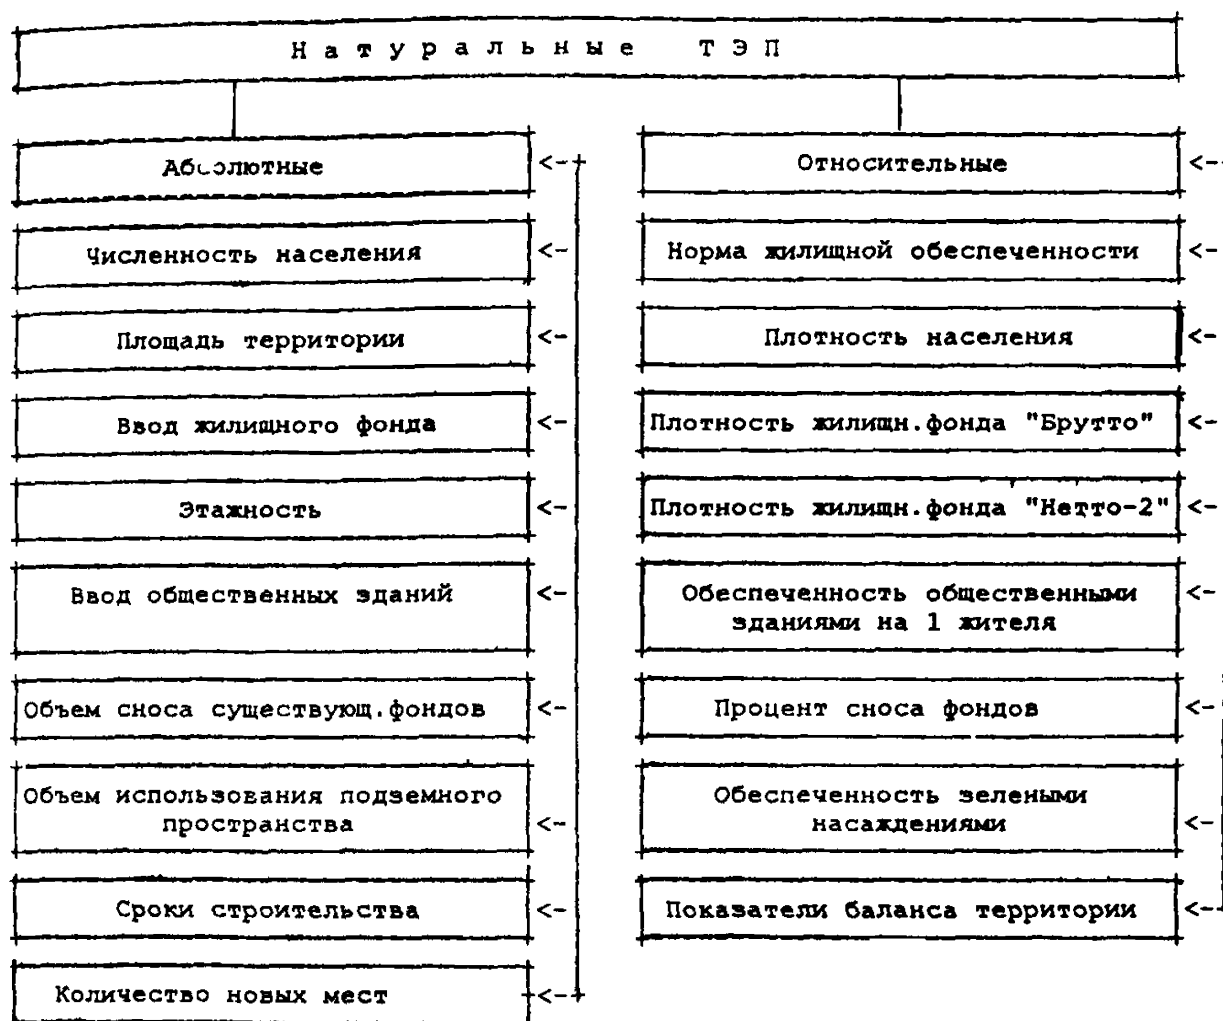 Натуральные ТЭП
Абсолютные
Численность населения
Площадь территории
Ввод жилищного фонда
Этажность
Ввод общественных зданий
Объем сноса существующ.фондов
Объем использования подземного
пространства
Сроки строительства
Количество новых мест
Относительные
Норма жилищной обеспеченности
Плотность населения
Плотность жилищн.фонда "Брутто"
Плотность жилищн.фонда "Нетто-2"
Обеспеченность общественными
зданиями на 1 жителя
Процент сноса фондов
Обеспеченность зелеными
насаждениями
Показатели баланса территории